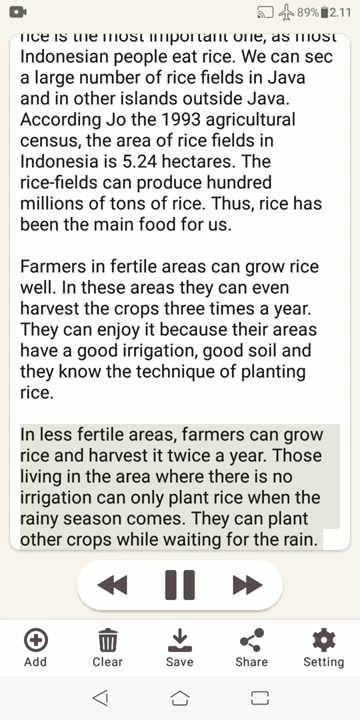 89% 2.11
rice is the most important one, as most
Indonesian people eat rice. We can sec
a large number of rice fields in Java
and in other islands outside Java.
According Jo the 1993 agricultural
census, the area of rice fields in
Indonesia is 5.24 hectares. The
rice-fields can produce hundred
millions of tons of rice. Thus, rice has
been the main food for us.
Farmers in fertile areas can grow rice
well. In these areas they can even
harvest the crops three times a year.
They can enjoy it because their areas
have a good irrigation, good soil and
they know the technique of planting
rice.
In less fertile areas, farmers can grow
rice and harvest it twice a year. Those
living in the area where there is no
irrigation can only plant rice when the
rainy season comes. They can plant
other crops while waiting for the rain.
Add Clear Save Share Setting